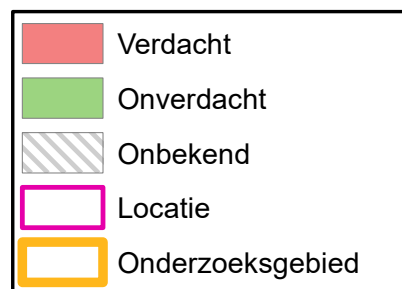 Verdacht
Onverdacht
Onbekend
Locatie
Onderzoeksgebied